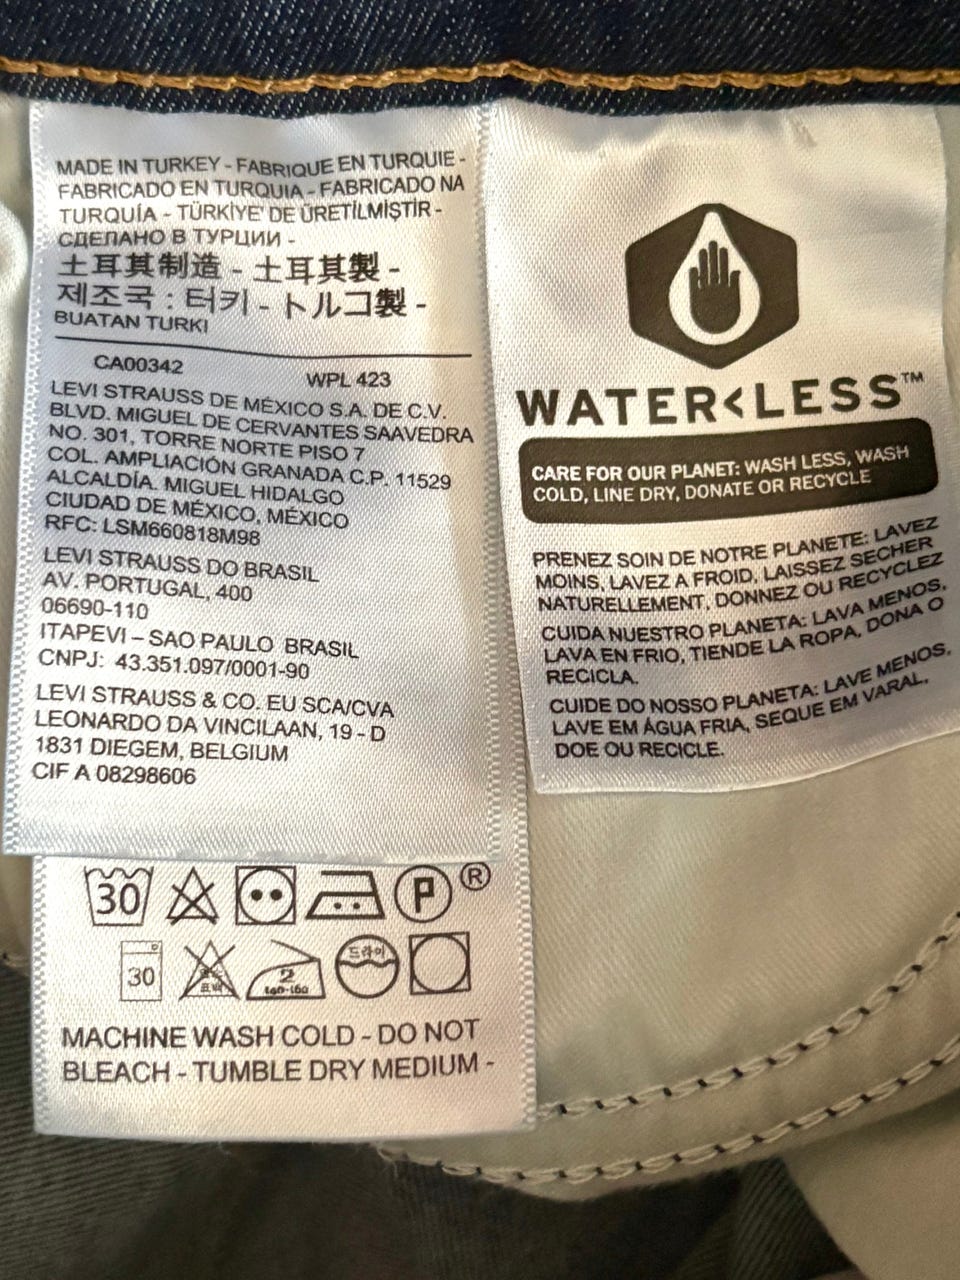 MADE IN TURKEY - FABRIQUE EN TURQUIE -
FABRICADO EN TURQUIA - FABRICADO NA
TURQUÍA - TÜRKİYE' DE ÜRETİLMİŞTİR -
СДЕЛАНО В ТУРЦИИ -
土耳其制造 - 土耳其製 -
제조국 : 터키 - トルコ製 -
BUATAN TURKI
CA00342
WPL 423
LEVI STRAUSS DE MÉXICO S.A. DE C.V.
BLVD. MIGUEL DE CERVANTES SAAVEDRA
NO. 301, TORRE NORTE PISO 7
COL. AMPLIACIÓN GRANADA C.P. 11529
ALCALDÍA. MIGUEL HIDALGO
CIUDAD DE MÉXICO, MÉXICO
RFC: LSM660818M98
LEVI STRAUSS DO BRASIL
AV. PORTUGAL, 400
06690-110
ITAPEVI – SAO PAULO BRASIL
CNPJ: 43.351.097/0001-90
LEVI STRAUSS & CO. EU SCA/CVA
LEONARDO DA VINCILAAN, 19 - D
1831 DIEGEM, BELGIUM
CIF A 08298606
30 P ®
30 표백 2 140-160 드라이
MACHINE WASH COLD - DO NOT
BLEACH - TUMBLE DRY MEDIUM -
WATER<LESS™
CARE FOR OUR PLANET: WASH LESS, WASH
COLD, LINE DRY, DONATE OR RECYCLE
PRENEZ SOIN DE NOTRE PLANETE: LAVEZ
MOINS, LAVEZ A FROID, LAISSEZ SECHER
NATURELLEMENT, DONNEZ OU RECYCLEZ
CUIDA NUESTRO PLANETA: LAVA MENOS,
LAVA EN FRIO, TIENDE LA ROPA, DONA O
RECICLA.
CUIDE DO NOSSO PLANETA: LAVE MENOS,
LAVE EM ÁGUA FRIA, SEQUE EM VARAL,
DOE OU RECICLE.